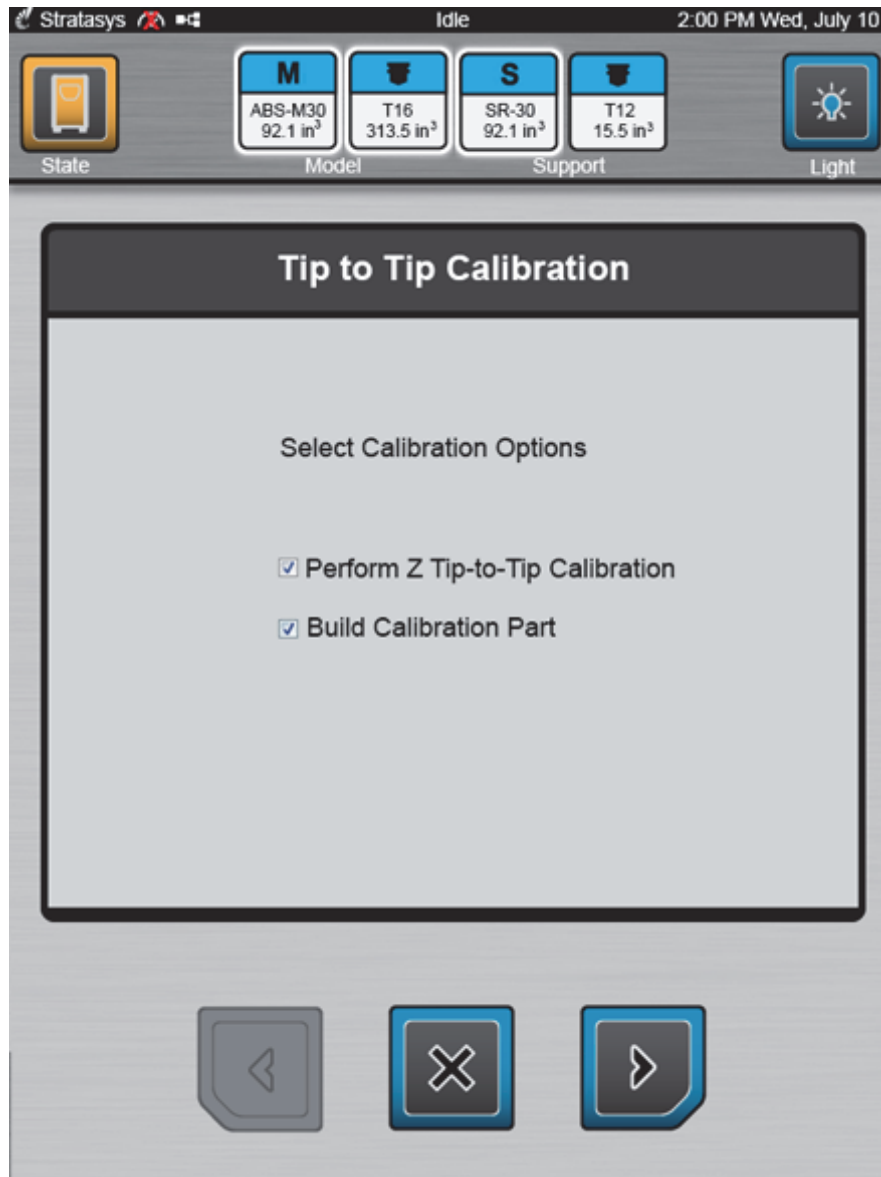 Stratasys Idle 2:00 PM Wed, July 10
M S
ABS-M30 T16 SR-30 T12
92.1 in³ 313.5 in³ 92.1 in³ 15.5 in³
State Model Support Light
Tip to Tip Calibration
Select Calibration Options
Perform Z Tip-to-Tip Calibration
Build Calibration Part